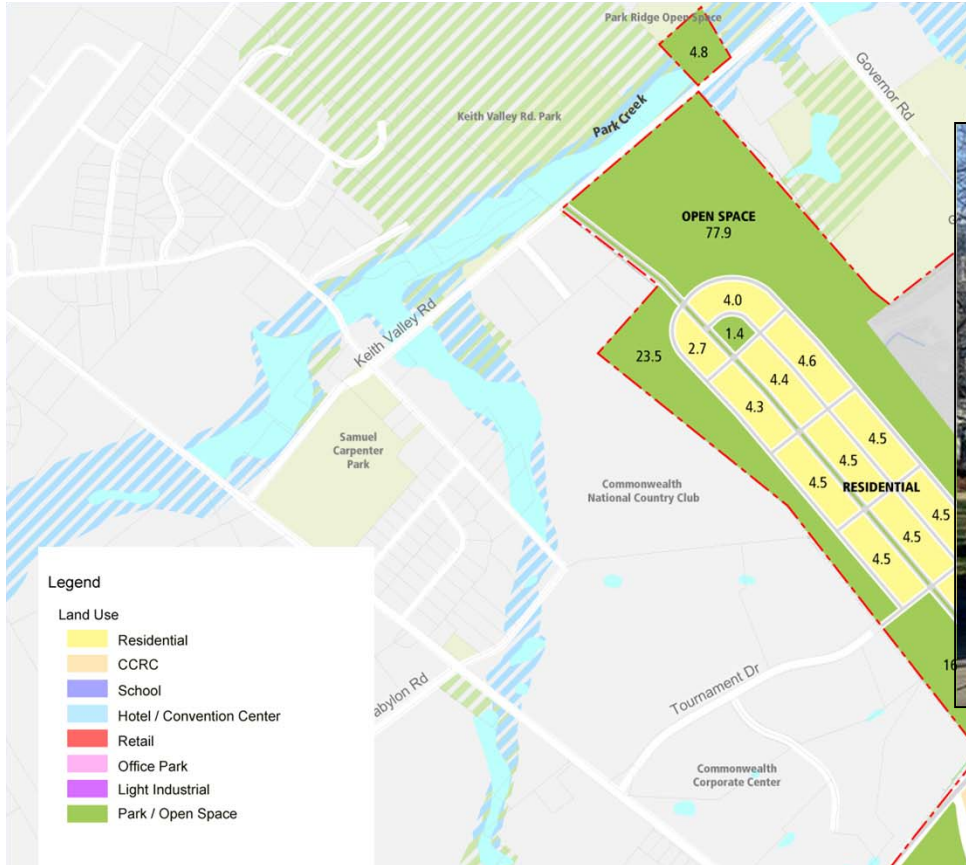 Park Ridge Open Space
4.8
Governor Rd
Keith Valley Rd. Park
Park Creek
OPEN SPACE
77.9
4.0
1.4
2.7
4.6
23.5
4.4
4.3
Keith Valley Rd
4.5
4.5
4.5
RESIDENTIAL
4.5
4.5
4.5
Samuel
Carpenter
Park
Commonwealth
National Country Club
Tournament Dr
Commonwealth
Corporate Center
Legend
Land Use
Residential
CCRC
School
Hotel / Convention Center
Retail
Office Park
Light Industrial
Park / Open Space
abylon Rd
16